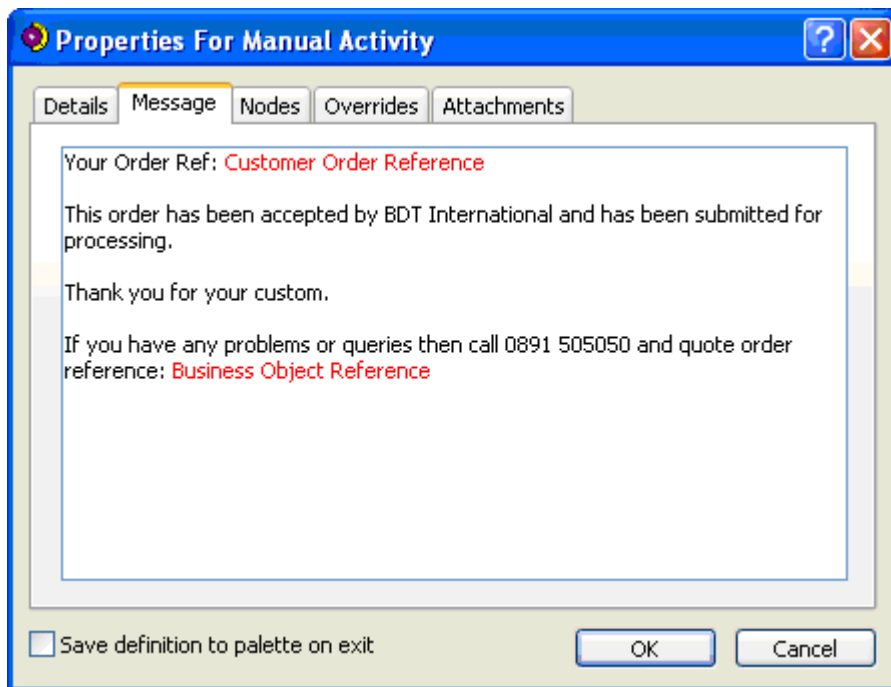 Properties For Manual Activity
Details Message Nodes Overrides Attachments
Your Order Ref: Customer Order Reference
This order has been accepted by BDT International and has been submitted for
processing.
Thank you for your custom.
If you have any problems or queries then call 0891 505050 and quote order
reference: Business Object Reference
Save definition to palette on exit
OK
Cancel